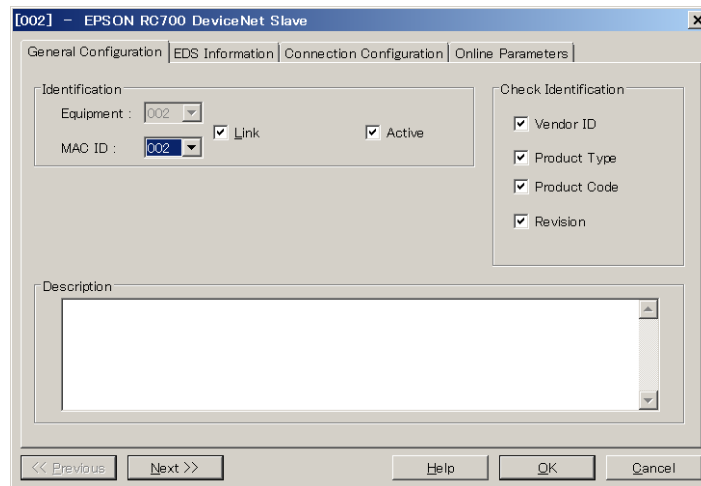 [002] - EPSON RC700 DeviceNet Slave
General Configuration EDS Information Connection Configuration Online Parameters
Identification
Equipment : 002
MAC ID : 002
Link
Active
Check Identification
Vendor ID
Product Type
Product Code
Revision
Description
<< Previous Next >> Help OK Cancel